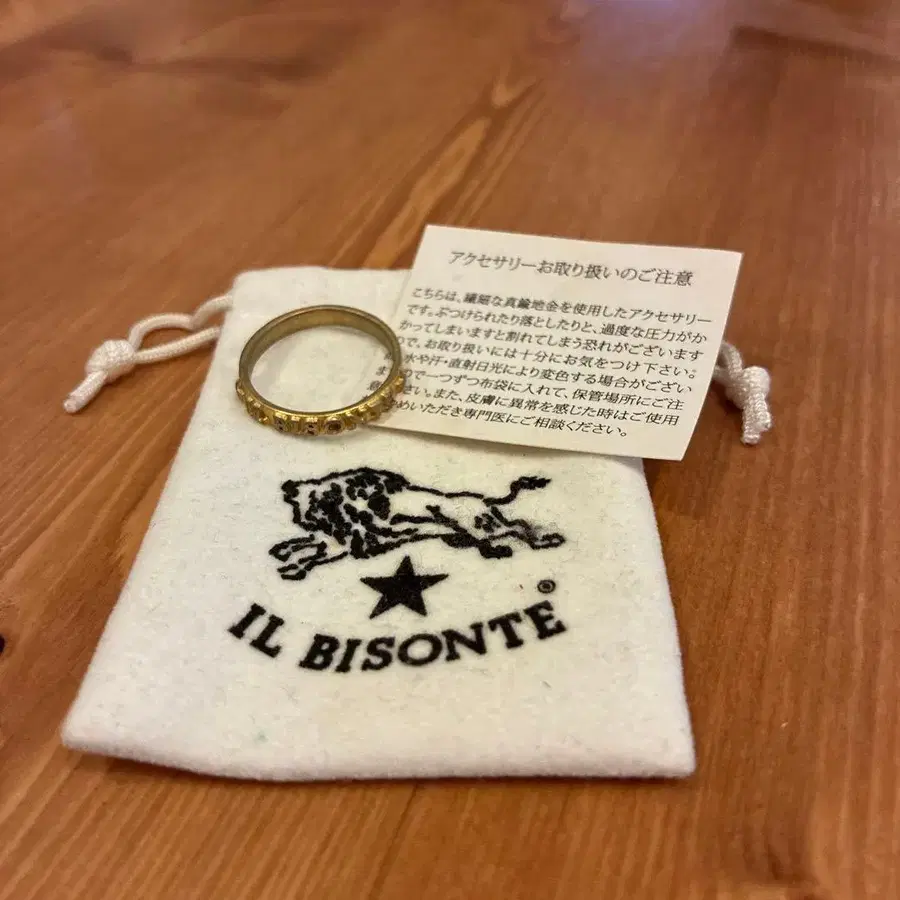 アクセサリーお取り扱いのご注意
こちらは、繊細な真鍮地金を使用したアクセサリー
です。ぶつけられたり落としたりと、過度な圧力がか
かってしまいますと割れてしまう恐れがございます
ので、お取り扱いには十分にお気をつけ下さい。
水や汗・直射日光により変色する場合がござい
ので一つずつ布袋に入れて、保管場所にご注
さい。また、皮膚に異常を感じた時はご使用
めいただき専門医にご相談ください。
IL BISONTE
®